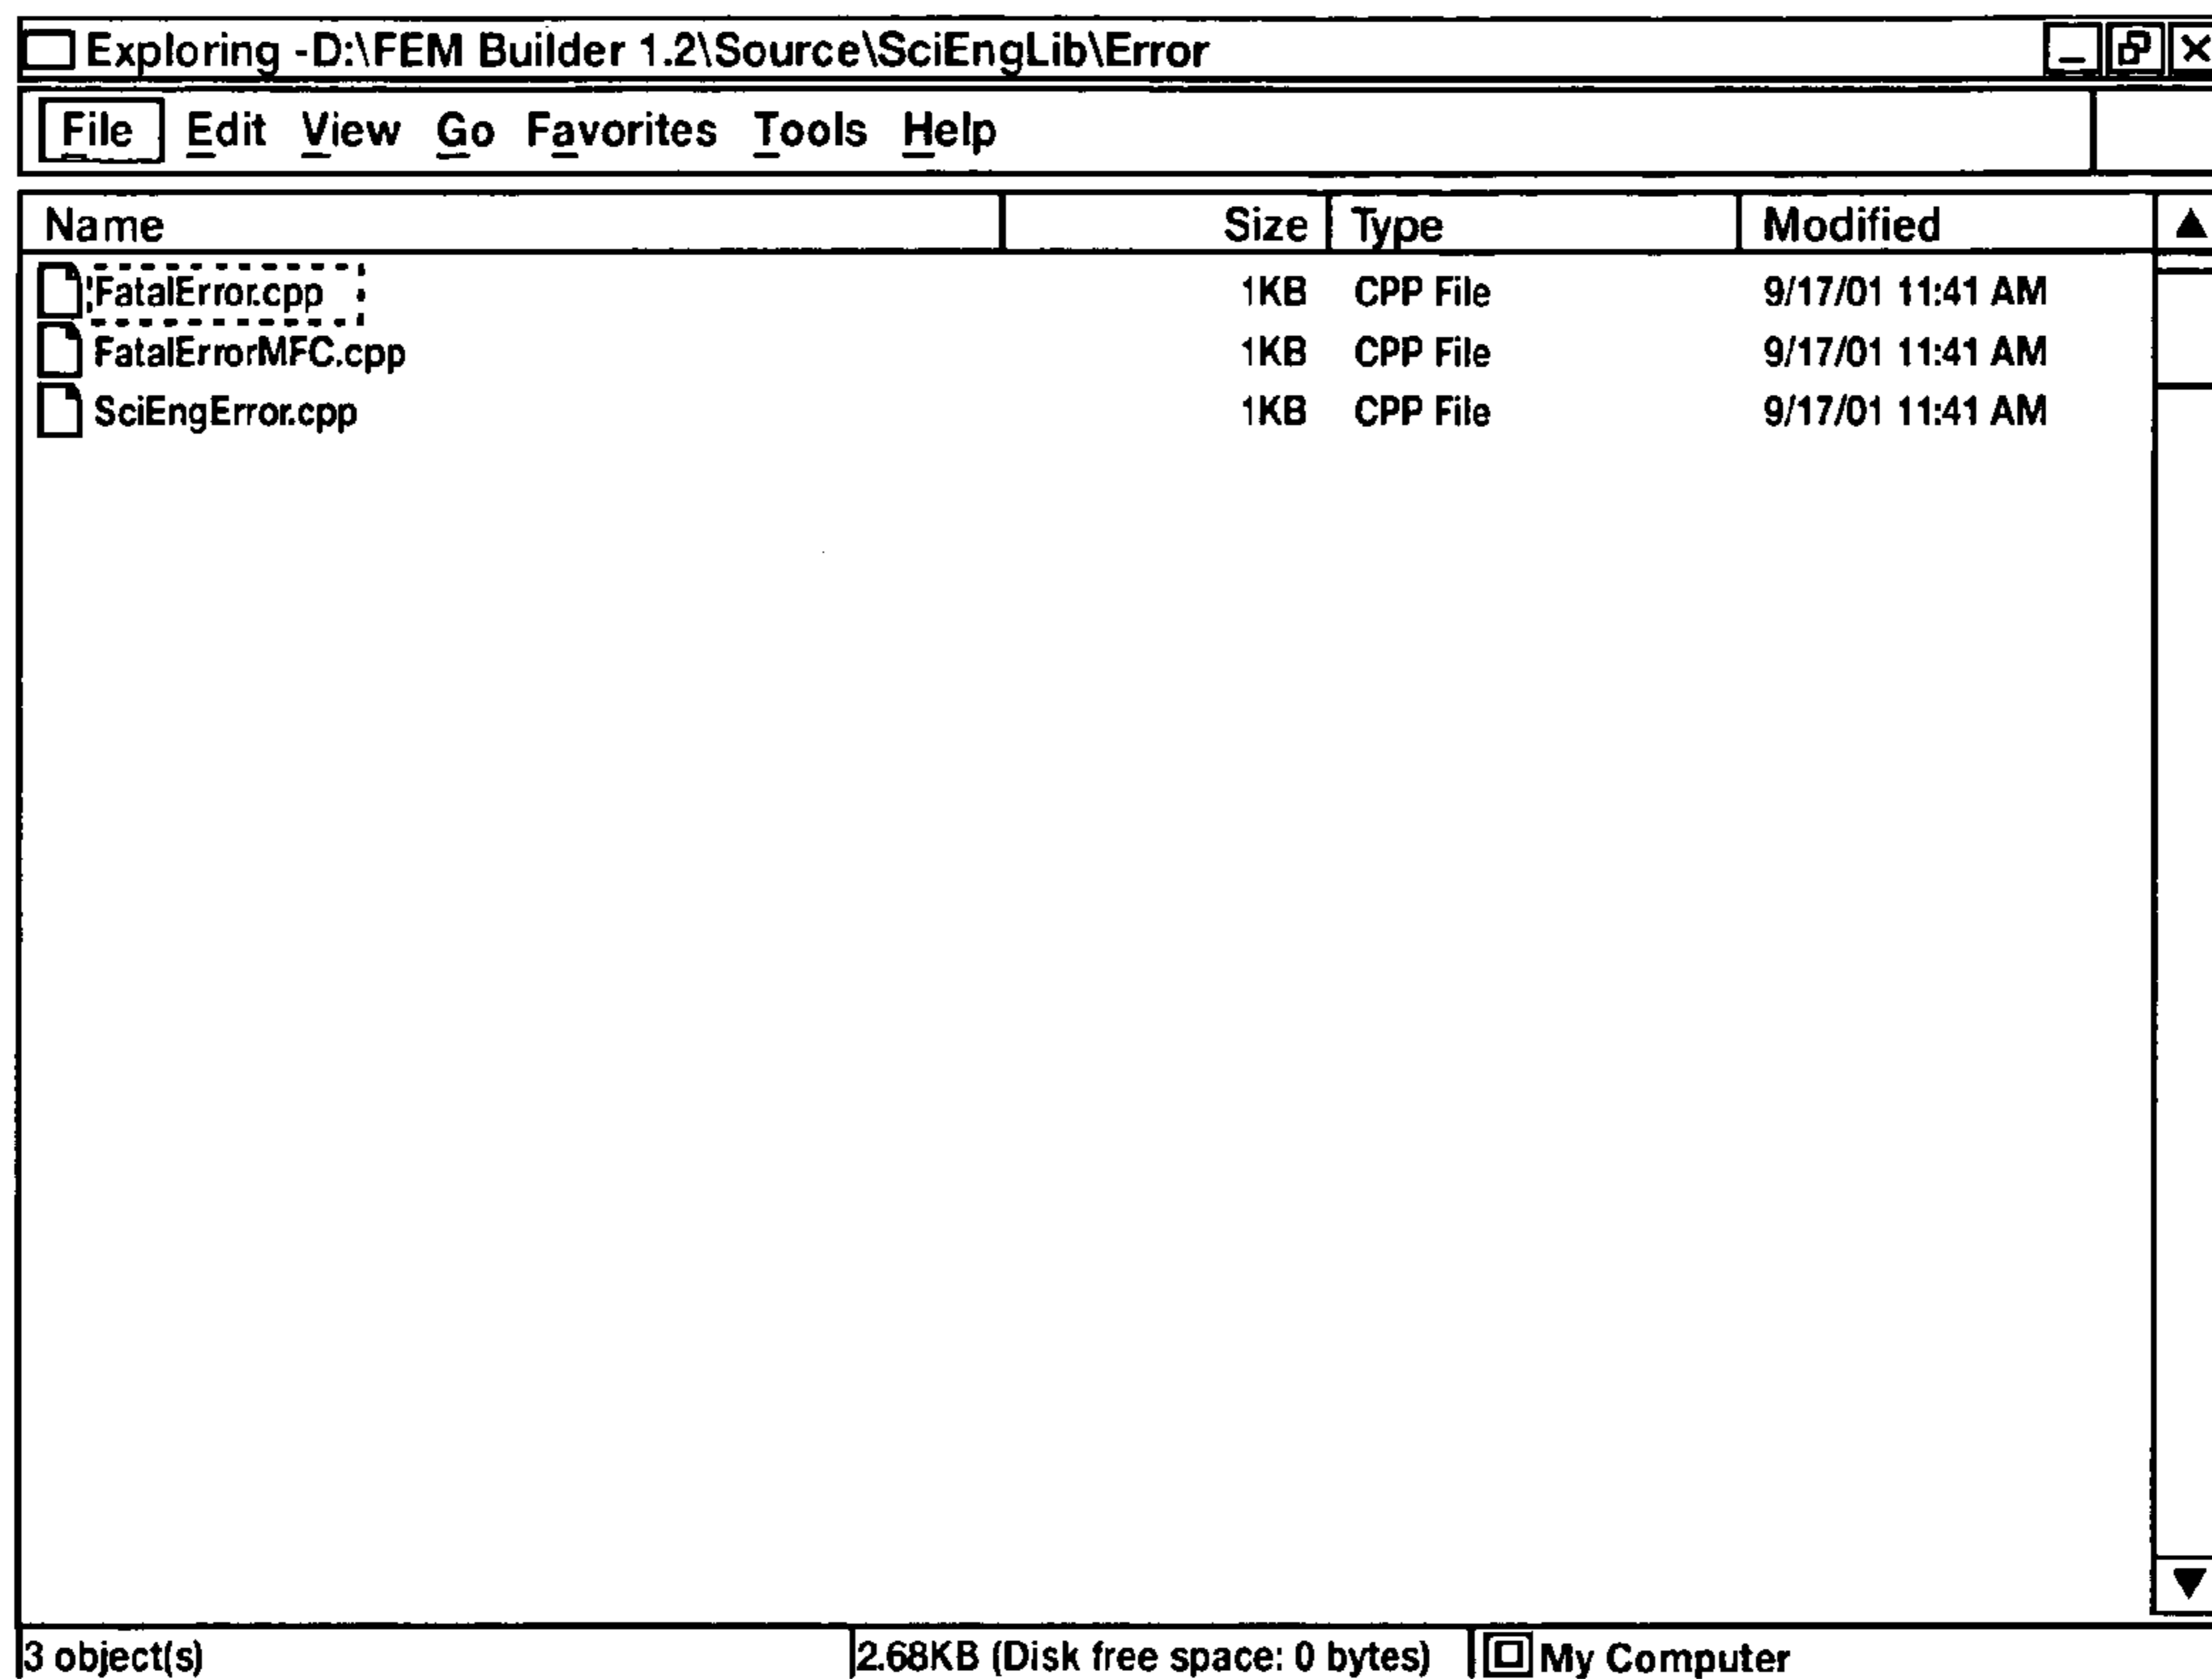 Exploring -D:\FEM Builder 1.2\Source\SciEngLib\Error
File Edit View Go Favorites Tools Help
Name Size Type Modified
FatalError.cpp 1KB CPP File 9/17/01 11:41 AM
FatalErrorMFC.cpp 1KB CPP File 9/17/01 11:41 AM
SciEngError.cpp 1KB CPP File 9/17/01 11:41 AM
3 object(s) 2.68KB (Disk free space: 0 bytes) My Computer